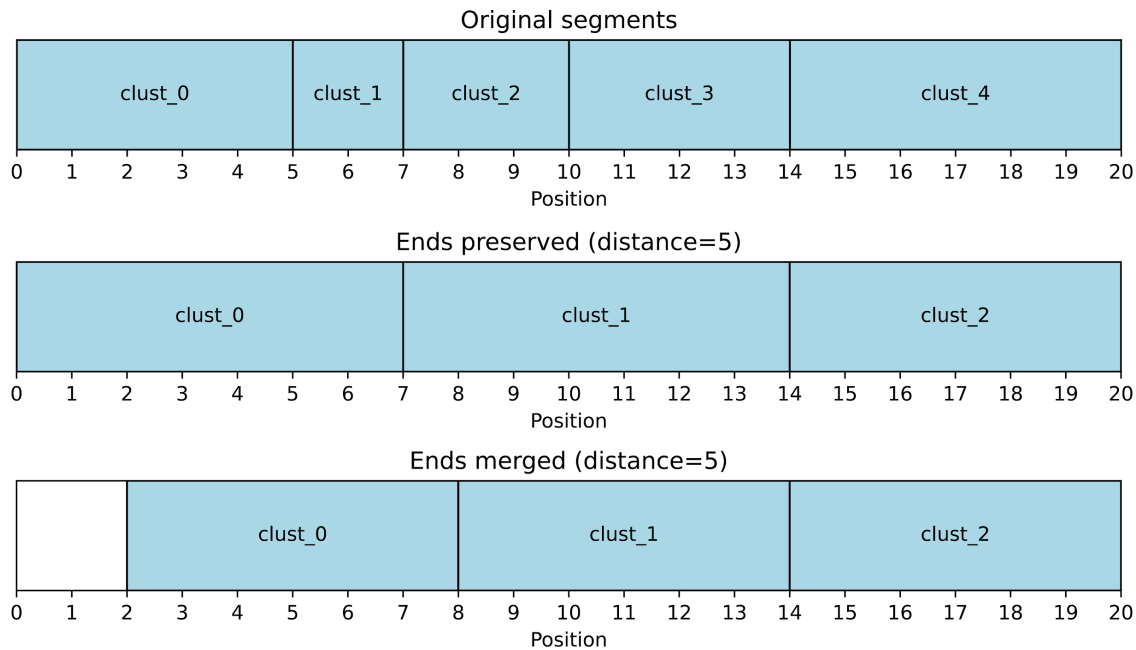 Original segments
clust_0 clust_1 clust_2 clust_3 clust_4
0 1 2 3 4 5 6 7 8 9 10 11 12 13 14 15 16 17 18 19 20
Position
Ends preserved (distance=5)
clust_0 clust_1 clust_2
0 1 2 3 4 5 6 7 8 9 10 11 12 13 14 15 16 17 18 19 20
Position
Ends merged (distance=5)
clust_0 clust_1 clust_2
0 1 2 3 4 5 6 7 8 9 10 11 12 13 14 15 16 17 18 19 20
Position